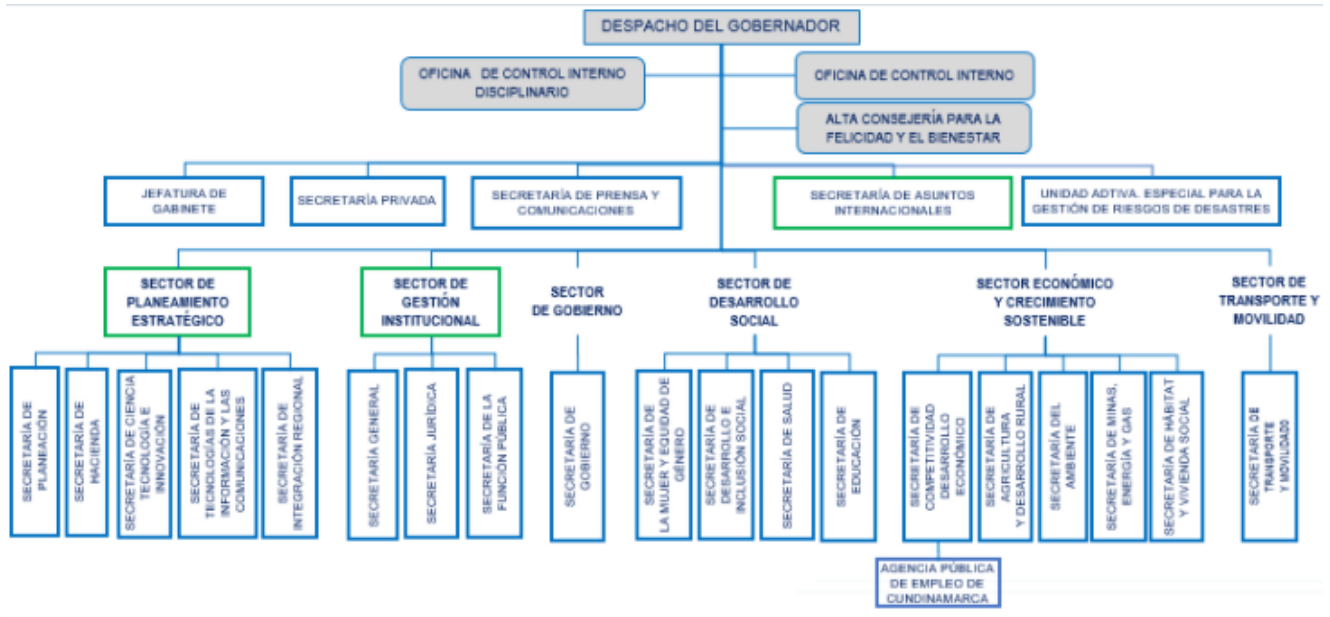 DESPACHO DEL GOBERNADOR
OFICINA DE CONTROL INTERNO
DISCIPLINARIO
OFICINA DE CONTROL INTERNO
ALTA CONSEJERÍA PARA LA
FELICIDAD Y EL BIENESTAR
JEFATURA DE
GABINETE
SECRETARÍA PRIVADA
SECRETARÍA DE PRENSA Y
COMUNICACIONES
SECRETARÍA DE ASUNTOS
INTERNACIONALES
UNIDAD ADTIVA. ESPECIAL PARA LA
GESTIÓN DE RIESGOS DE DESASTRES
SECTOR DE
PLANEAMIENTO
ESTRATÉGICO
SECTOR DE
GESTIÓN
INSTITUCIONAL
SECTOR
DE GOBIERNO
SECTOR DE
DESARROLLO
SOCIAL
SECTOR ECONÓMICO
Y CRECIMIENTO
SOSTENIBLE
SECTOR DE
TRANSPORTE Y
MOVILIDAD
SECRETARÍA DE
PLANEACIÓN
SECRETARÍA DE
HACIENDA
SECRETARÍA DE CIENCIA
TECNOLOGÍA E
INNOVACIÓN
SECRETARÍA DE
TECNOLOGÍAS DE LA
INFORMACIÓN Y LAS
COMUNICACIONES
SECRETARÍA DE
INTEGRACIÓN REGIONAL
SECRETARÍA GENERAL
SECRETARÍA JURÍDICA
SECRETARÍA DE LA
FUNCIÓN PÚBLICA
SECRETARÍA DE
GOBIERNO
SECRETARÍA DE
LA MUJER Y EQUIDAD DE
GÉNERO
SECRETARÍA DE
DESARROLLO E
INCLUSIÓN SOCIAL
SECRETARÍA DE SALUD
SECRETARÍA DE
EDUCACIÓN
SECRETARÍA DE
COMPETITIVIDAD
DESARROLLO
ECONÓMICO
SECRETARÍA DE
AGRICULTURA
Y DESARROLLO RURAL
SECRETARÍA DEL
AMBIENTE
SECRETARÍA DE MINAS,
ENERGÍA Y GAS
SECRETARÍA DE HÁBITAT
Y VIVIENDA SOCIAL
SECRETARÍA DE
TRANSPORTE
Y MOVILIDADO
AGENCIA PÚBLICA
DE EMPLEO DE
CUNDINAMARCA